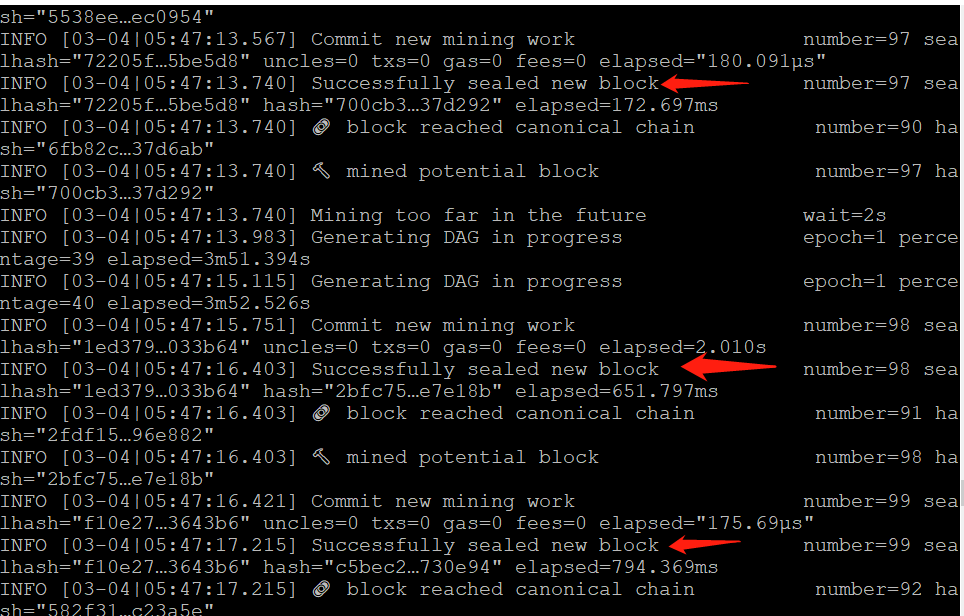 sh="5538ee…ec0954"
INFO [03-04|05:47:13.567] Commit new mining work                   number=97 sea
lhash="72205f…5be5d8" uncles=0 txs=0 gas=0 fees=0 elapsed="180.091µs"
INFO [03-04|05:47:13.740] Successfully sealed new block            number=97 sea
lhash="72205f…5be5d8" hash="700cb3…37d292" elapsed=172.697ms
INFO [03-04|05:47:13.740] 🔗 block reached canonical chain          number=90 ha
sh="6fb82c…37d6ab"
INFO [03-04|05:47:13.740] 🔨 mined potential block                  number=97 ha
sh="700cb3…37d292"
INFO [03-04|05:47:13.740] Mining too far in the future             wait=2s
INFO [03-04|05:47:13.983] Generating DAG in progress               epoch=1 perce
ntage=39 elapsed=3m51.394s
INFO [03-04|05:47:15.115] Generating DAG in progress               epoch=1 perce
ntage=40 elapsed=3m52.526s
INFO [03-04|05:47:15.751] Commit new mining work                   number=98 sea
lhash="1ed379…033b64" uncles=0 txs=0 gas=0 fees=0 elapsed=2.010s
INFO [03-04|05:47:16.403] Successfully sealed new block            number=98 sea
lhash="1ed379…033b64" hash="2bfc75…e7e18b" elapsed=651.797ms
INFO [03-04|05:47:16.403] 🔗 block reached canonical chain          number=91 ha
sh="2fdf15…96e882"
INFO [03-04|05:47:16.403] 🔨 mined potential block                  number=98 ha
sh="2bfc75…e7e18b"
INFO [03-04|05:47:16.421] Commit new mining work                   number=99 sea
lhash="f10e27…3643b6" uncles=0 txs=0 gas=0 fees=0 elapsed="175.69µs"
INFO [03-04|05:47:17.215] Successfully sealed new block            number=99 sea
lhash="f10e27…3643b6" hash="c5bec2…730e94" elapsed=794.369ms
INFO [03-04|05:47:17.215] 🔗 block reached canonical chain          number=92 ha
sh="582f31…c23a5e"